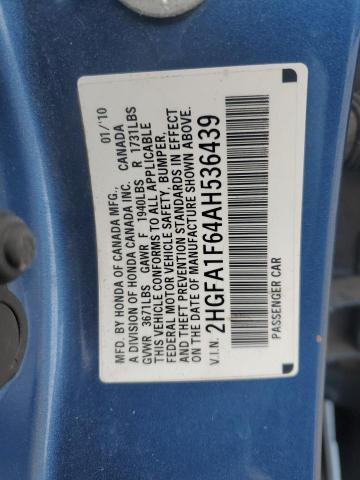 MFD. BY HONDA OF CANADA MFG., 01/'10
A DIVISION OF HONDA CANADA INC. CANADA
GVWR 3671LBS GAWR F 1940LBS R 1731LBS
THIS VEHICLE CONFORMS TO ALL APPLICABLE
FEDERAL MOTOR VEHICLE SAFETY, BUMPER, AND
THEFT PREVENTION STANDARDS IN EFFECT
ON THE DATE OF MANUFACTURE SHOWN ABOVE.
V.I.N. 2HGFA1F64AH536439
PASSENGER CAR